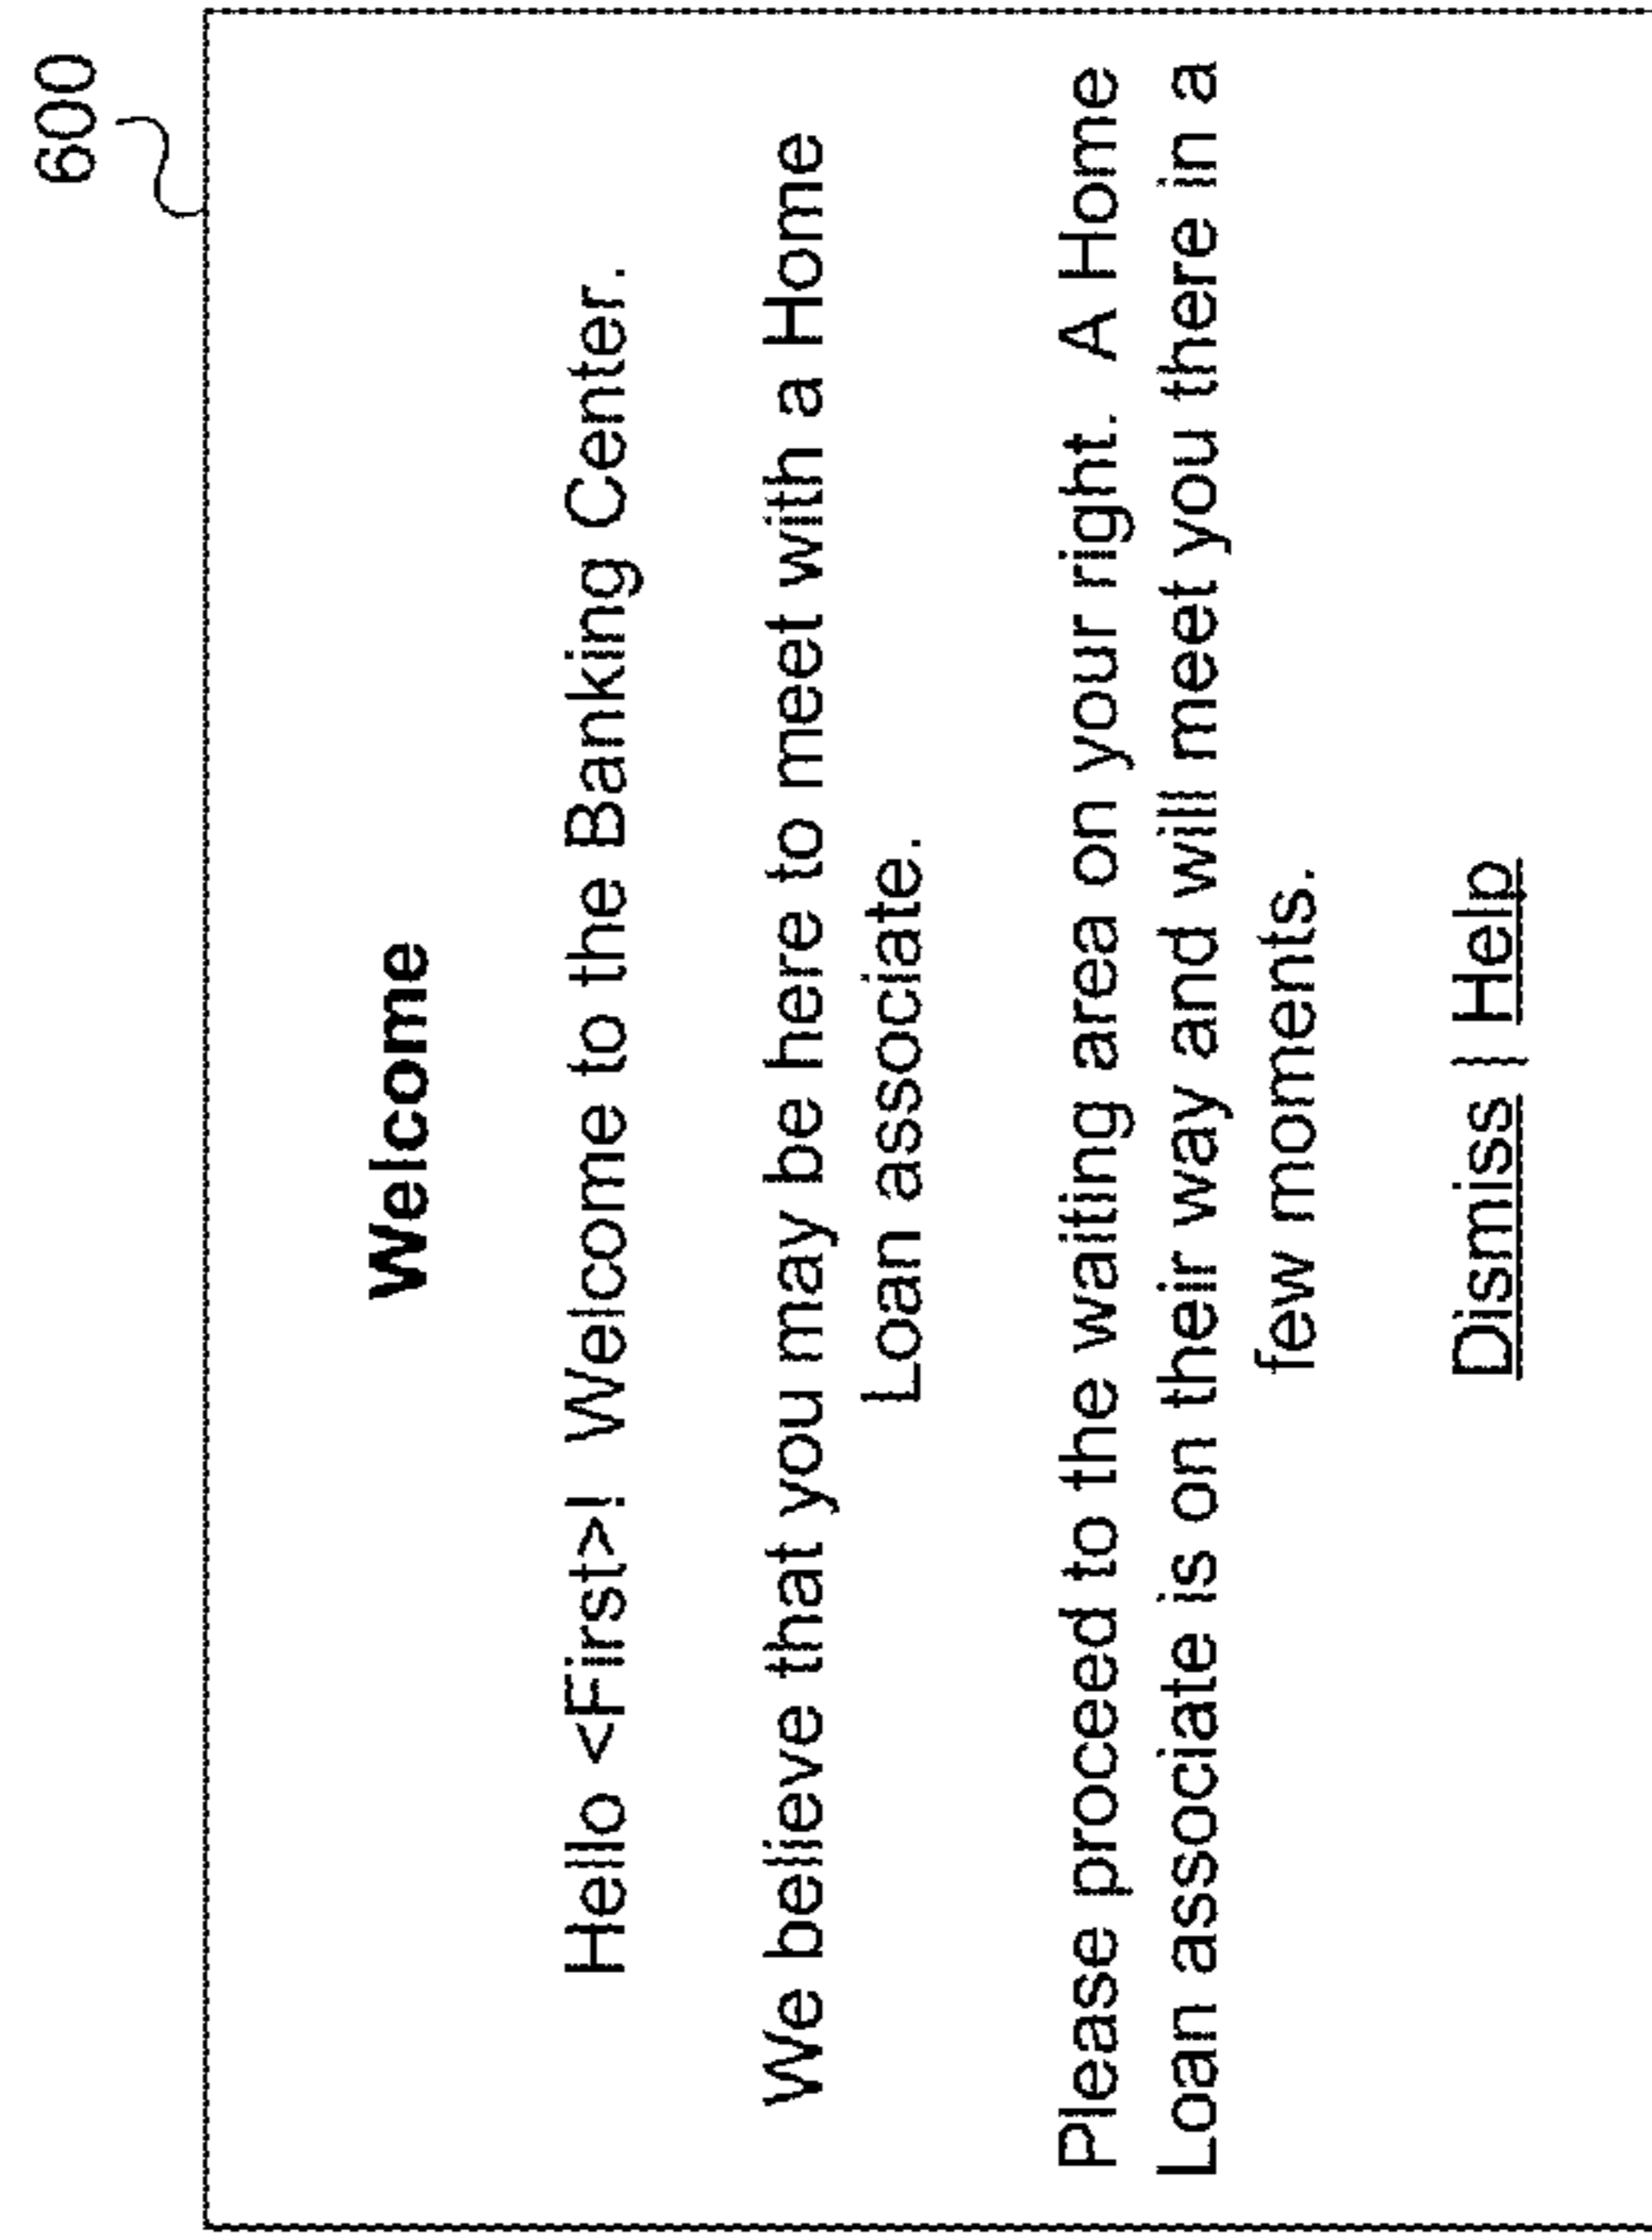 600
Welcome
Hello <First>! Welcome to the Banking Center.
We believe that you may be here to meet with a Home
Loan associate.
Please proceed to the waiting area on your right. A Home
Loan associate is on their way and will meet you there in a
few moments.
Dismiss | Help